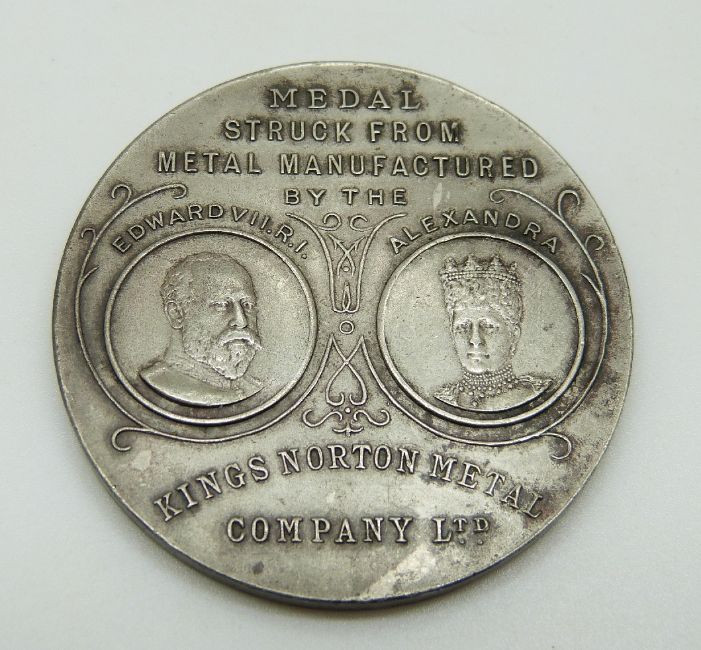 MEDAL
STRUCK FROM
METAL MANUFACTURED
BY THE
EDWARD VII. R. I.
ALEXANDRA
KINGS NORTON METAL
COMPANY LTD.